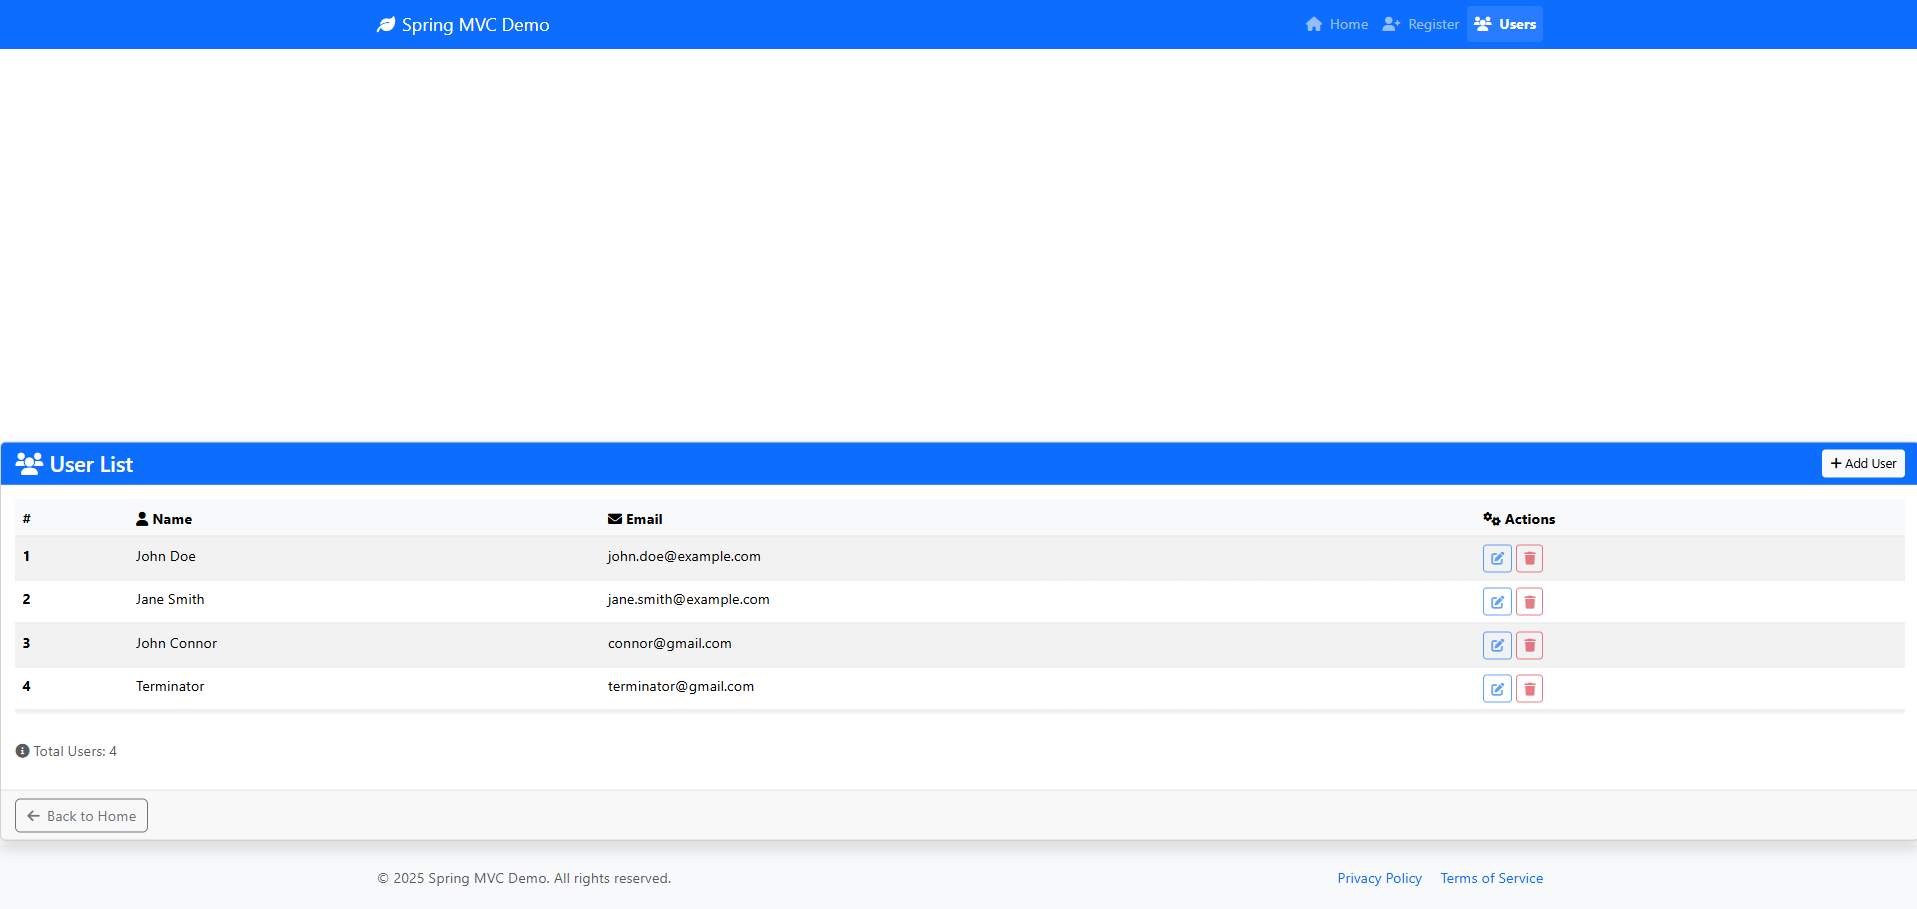 Spring MVC Demo Home Register Users
User List + Add User
# Name Email Actions
1 John Doe john.doe@example.com
2 Jane Smith jane.smith@example.com
3 John Connor connor@gmail.com
4 Terminator terminator@gmail.com
Total Users: 4
Back to Home
© 2025 Spring MVC Demo. All rights reserved. Privacy Policy Terms of Service